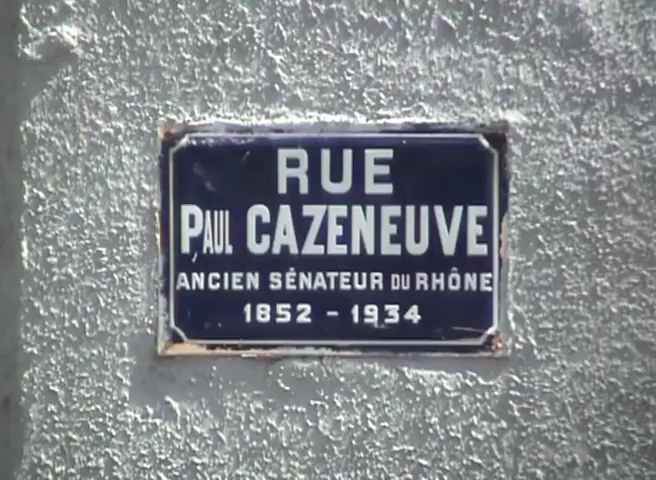 RUE
PAUL CAZENEUVE
ANCIEN SÉNATEUR DU RHÔNE
1852 - 1934